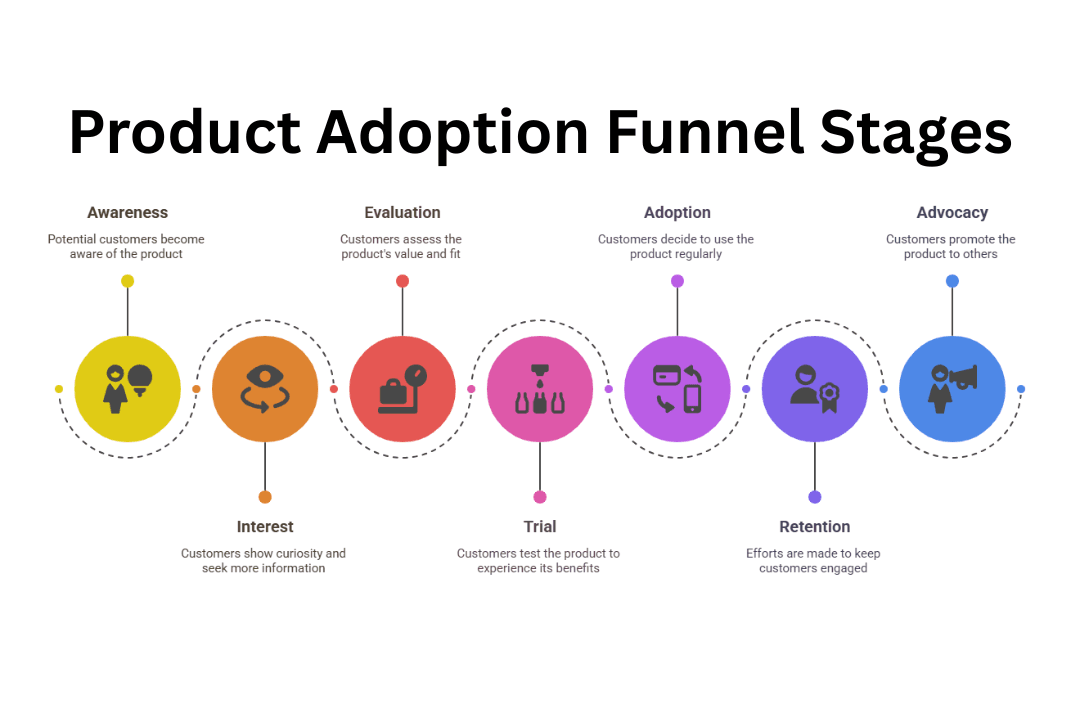 Product Adoption Funnel Stages
Awareness
Potential customers become
aware of the product
Interest
Customers show curiosity and
seek more information
Evaluation
Customers assess the
product's value and fit
Trial
Customers test the product to
experience its benefits
Adoption
Customers decide to use the
product regularly
Retention
Efforts are made to keep
customers engaged
Advocacy
Customers promote the
product to others